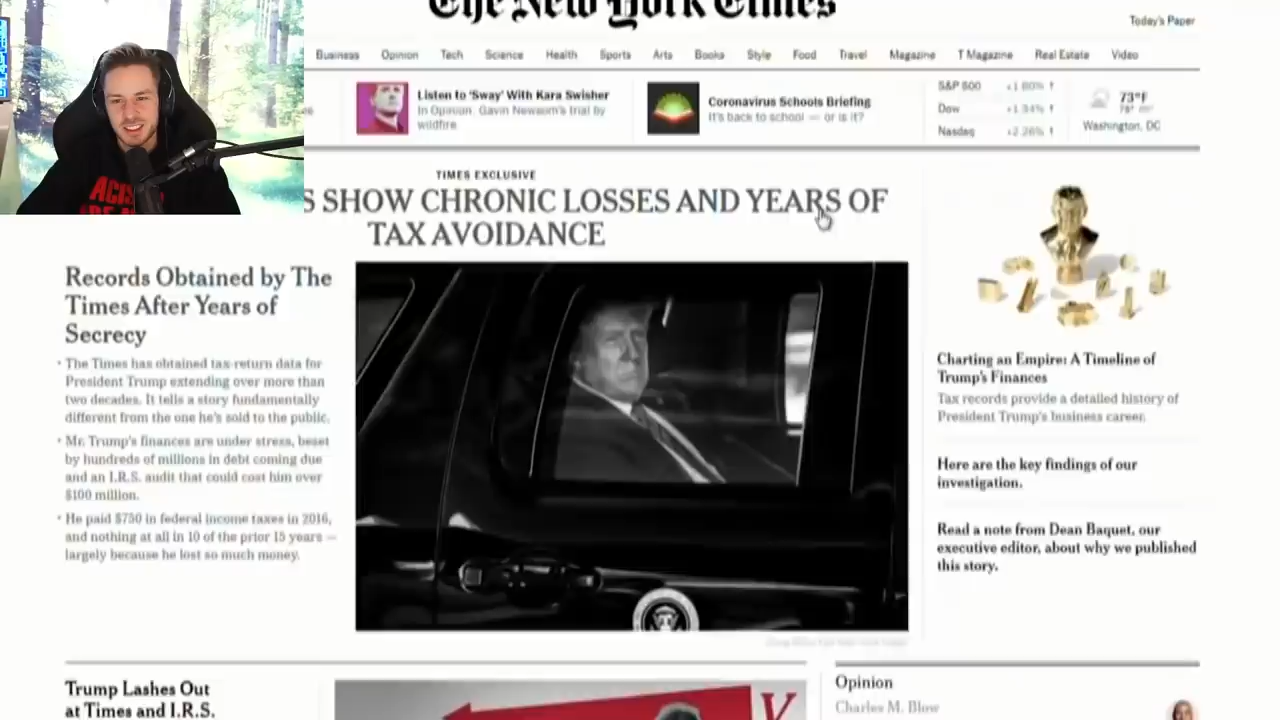 The New York Times
Today's Paper
Business Opinion Tech Science Health Sports Arts Books Style Food Travel Magazine T Magazine Real Estate Video
Listen to 'Sway' With Kara Swisher
In Opinion, Gavin Newsom's trial by
wildfire.
Coronavirus Schools Briefing
It's back to school — or is it?
S&P 500 +1.60% ↑
Dow +1.34% ↑
Nasdaq +2.26% ↑
73°F
Washington, DC
TIMES EXCLUSIVE
S SHOW CHRONIC LOSSES AND YEARS OF
TAX AVOIDANCE
Records Obtained by The
Times After Years of
Secrecy
• The Times has obtained tax-return data for
President Trump extending over more than
two decades. It tells a story fundamentally
different from the one he's sold to the public.
• Mr. Trump's finances are under stress, beset
by hundreds of millions in debt coming due
and an I.R.S. audit that could cost him over
$100 million.
• He paid $750 in federal income taxes in 2016,
and nothing at all in 10 of the prior 15 years —
largely because he lost so much money.
Charting an Empire: A Timeline of
Trump's Finances
Tax records provide a detailed history of
President Trump's business career.
Here are the key findings of our
investigation.
Read a note from Dean Baquet, our
executive editor, about why we published
this story.
Trump Lashes Out
at Times and I.R.S.
V
Opinion
Charles M. Blow